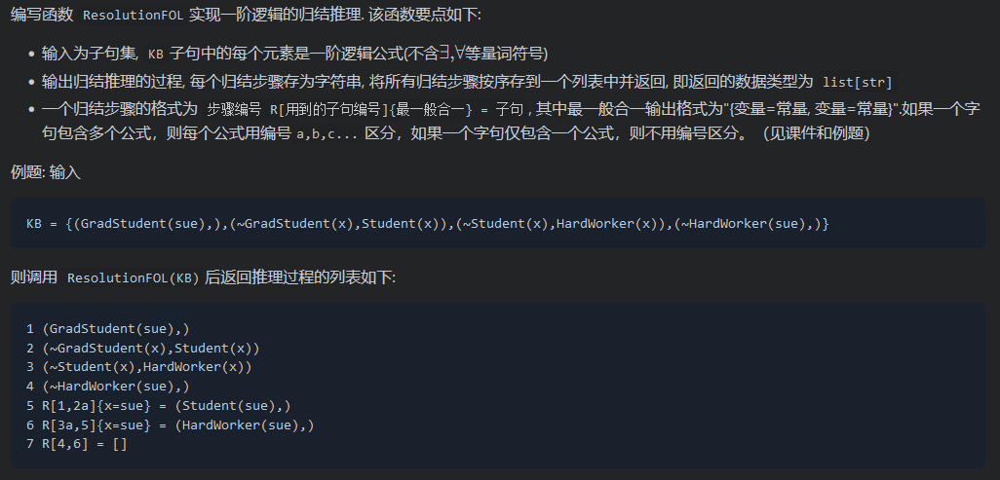 编写函数 ResolutionFOL 实现一阶逻辑的归结推理. 该函数要点如下:
• 输入为子句集, KB 子句中的每个元素是一阶逻辑公式(不含∃,∀等量词符号)
• 输出归结推理的过程, 每个归结步骤存为字符串, 将所有归结步骤按序存到一个列表中并返回, 即返回的数据类型为 list[str]
• 一个归结步骤的格式为 步骤编号 R[用到的子句编号]{最一般合一} = 子句 , 其中最一般合一输出格式为"{变量=常量, 变量=常量}".如果一个字
句包含多个公式，则每个公式用编号 a,b,c... 区分，如果一个字句仅包含一个公式，则不用编号区分。（见课件和例题）
例题: 输入
KB = {(GradStudent(sue),),(~GradStudent(x),Student(x)),(~Student(x),HardWorker(x)),(~HardWorker(sue),)}
则调用 ResolutionFOL(KB) 后返回推理过程的列表如下:
1 (GradStudent(sue),)
2 (~GradStudent(x),Student(x))
3 (~Student(x),HardWorker(x))
4 (~HardWorker(sue),)
5 R[1,2a]{x=sue} = (Student(sue),)
6 R[3a,5]{x=sue} = (HardWorker(sue),)
7 R[4,6] = []